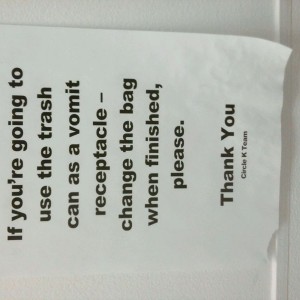 If you're going to
use the trash
can as a vomit
receptacle –
change the bag
when finished,
please.
Thank You
Circle K Team